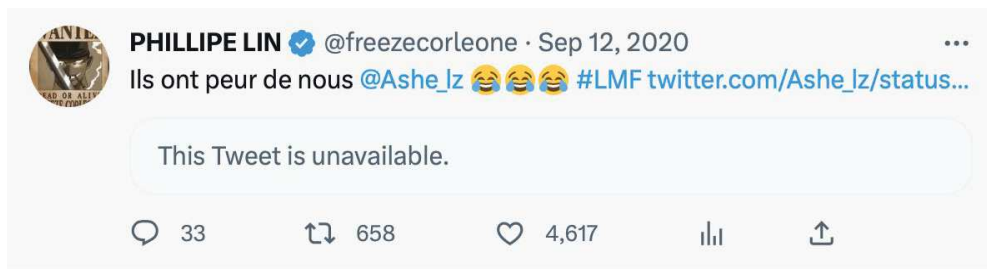 PHILLIPE LIN @freezecorleone · Sep 12, 2020
Ils ont peur de nous @Ashe_lz 😂😂😂 #LMF twitter.com/Ashe_lz/status...
This Tweet is unavailable.
33 658 4,617